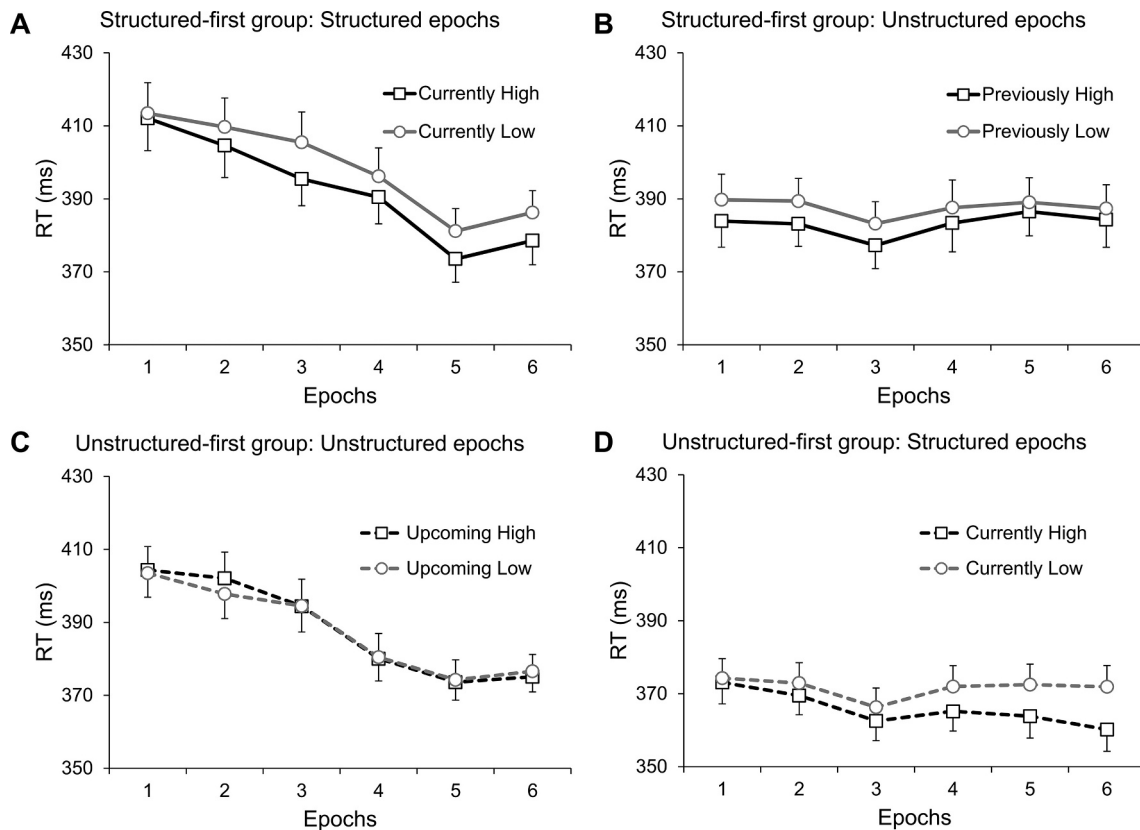 A
Structured-first group: Structured epochs
430
410
390
370
350
RT (ms)
Currently High
Currently Low
1 2 3 4 5 6
Epochs
B
Structured-first group: Unstructured epochs
430
410
390
370
350
RT (ms)
Previously High
Previously Low
1 2 3 4 5 6
Epochs
C
Unstructured-first group: Unstructured epochs
430
410
390
370
350
RT (ms)
Upcoming High
Upcoming Low
1 2 3 4 5 6
Epochs
D
Unstructured-first group: Structured epochs
430
410
390
370
350
RT (ms)
Currently High
Currently Low
1 2 3 4 5 6
Epochs